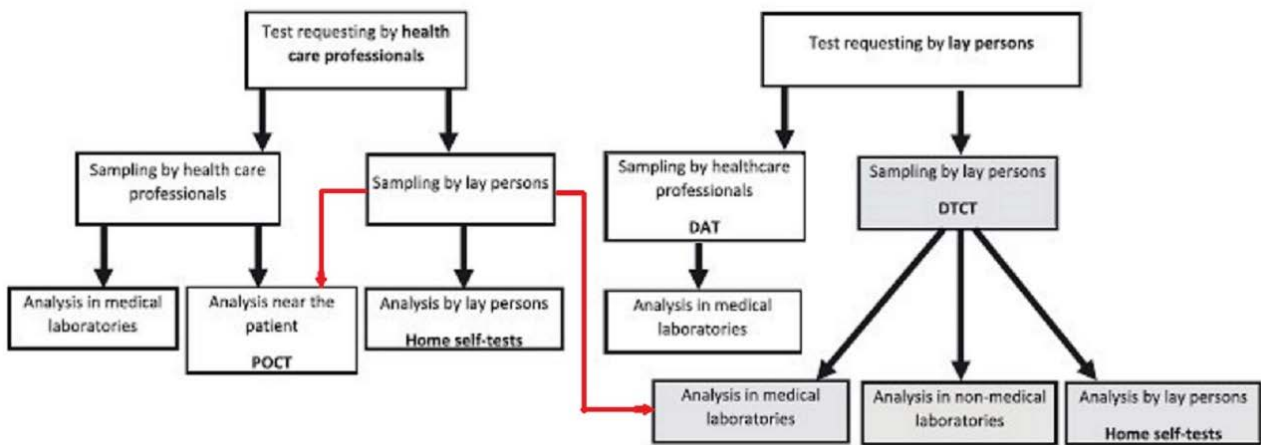 Test requesting by health
care professionals
Test requesting by lay persons
Sampling by health care
professionals
Sampling by lay persons
Sampling by healthcare
professionals
DAT
Sampling by lay persons
DTCT
Analysis in medical
laboratories
Analysis near the
patient
POCT
Analysis by lay persons
Home self-tests
Analysis in medical
laboratories
Analysis in medical
laboratories
Analysis in non-medical
laboratories
Analysis by lay persons
Home self-tests